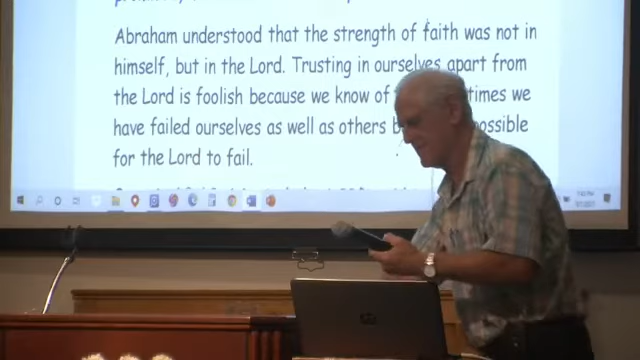 Abraham understood that the strength of faith was not in
himself, but in the Lord. Trusting in ourselves apart from
the Lord is foolish because we know of times we
have failed ourselves as well as others possible
for the Lord to fail.
hp